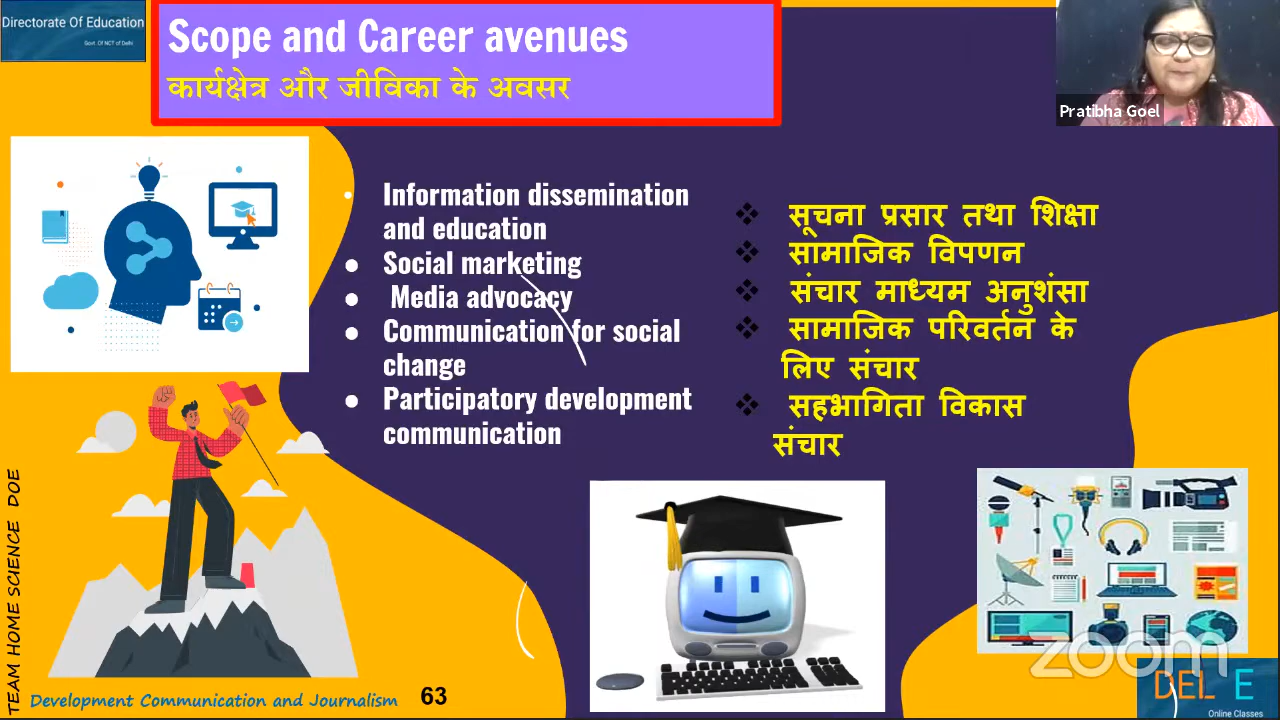 Directorate Of Education
Govt. Of NCT of Delhi
Scope and Career avenues
कार्यक्षेत्र और जीविका के अवसर
Pratibha Goel
Information dissemination
and education
● Social marketing
● Media advocacy
● Communication for social
change
● Participatory development
communication
❖ सूचना प्रसार तथा शिक्षा
❖ सामाजिक विपणन
❖ संचार माध्यम अनुशंसा
❖ सामाजिक परिवर्तन के
लिए संचार
❖ सहभागिता विकास
संचार
TEAM HOME SCIENCE DOE
Development Communication and Journalism
63
zoom
DEL E
Online Classes